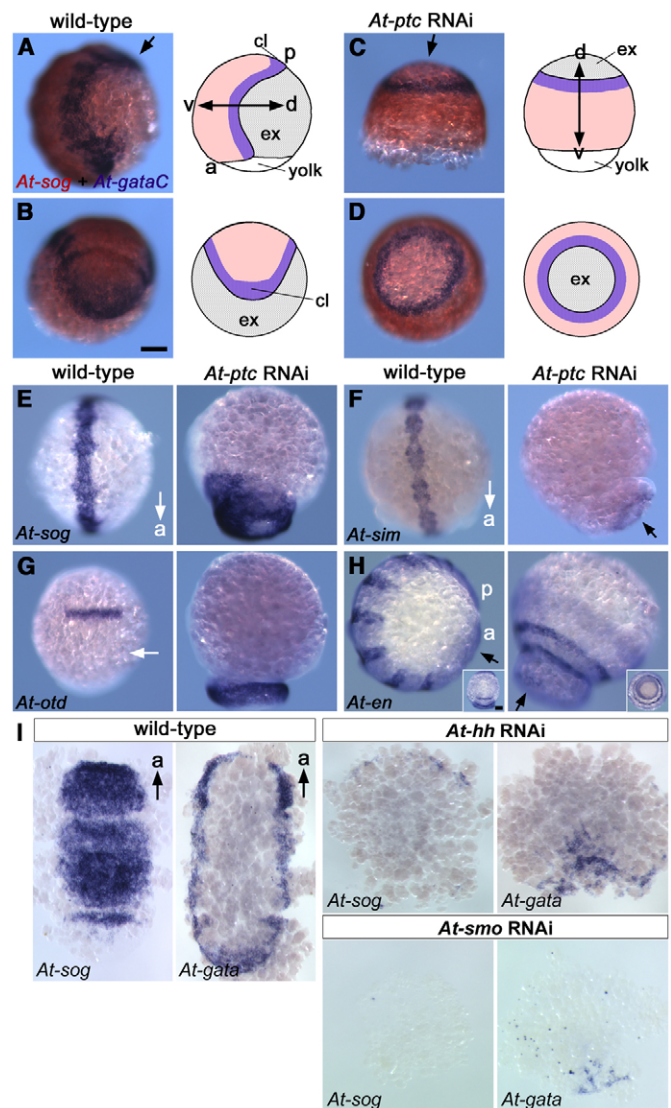 wild-type
At-ptc RNAi
A
cl
p
v
d
ex
a
yolk
At-sog + At-gataC
C
d
ex
v
yolk
B
cl
ex
D
ex
wild-type
At-ptc RNAi
wild-type
At-ptc RNAi
E
a
At-sog
F
a
At-sim
G
At-otd
H
p
a
At-en
I
wild-type
At-hh RNAi
a
a
At-sog
At-gata
At-sog
At-gata
At-smo RNAi
At-sog
At-gata